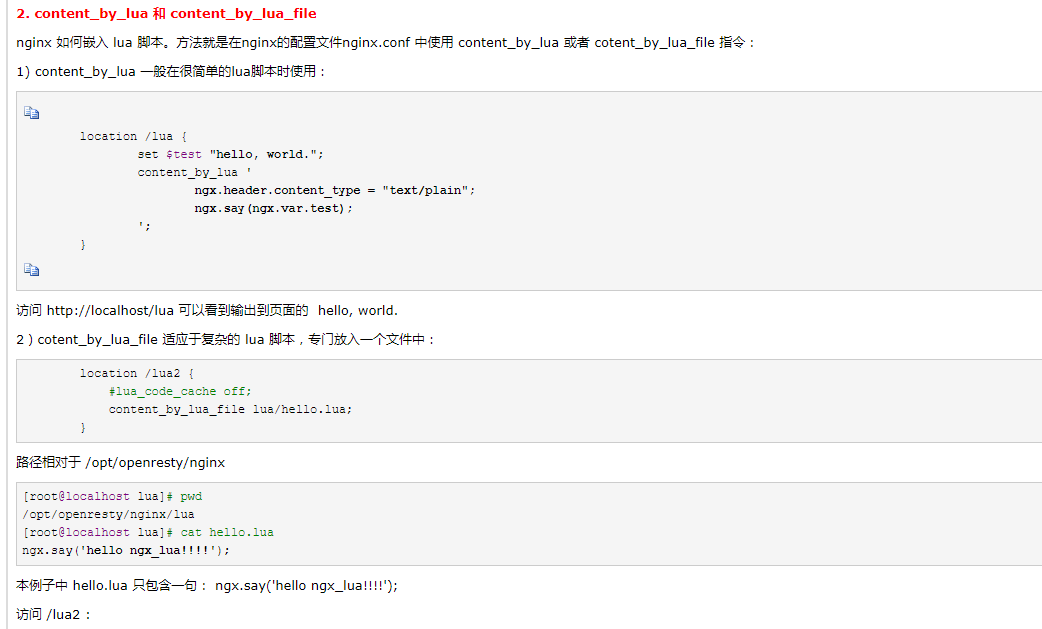 2. content_by_lua 和 content_by_lua_file
nginx 如何嵌入 lua 脚本。方法就是在nginx的配置文件nginx.conf 中使用 content_by_lua 或者 cotent_by_lua_file 指令：
1) content_by_lua 一般在很简单的lua脚本时使用：
location /lua {
set $test "hello, world.";
content_by_lua '
ngx.header.content_type = "text/plain";
ngx.say(ngx.var.test);
';
}
访问 http://localhost/lua 可以看到输出到页面的  hello, world.
2）cotent_by_lua_file 适应于复杂的 lua 脚本，专门放入一个文件中：
location /lua2 {
#lua_code_cache off;
content_by_lua_file lua/hello.lua;
}
路径相对于 /opt/openresty/nginx
[root@localhost lua]# pwd
/opt/openresty/nginx/lua
[root@localhost lua]# cat hello.lua
ngx.say('hello ngx_lua!!!!');
本例子中 hello.lua 只包含一句： ngx.say('hello ngx_lua!!!!');
访问 /lua2 :